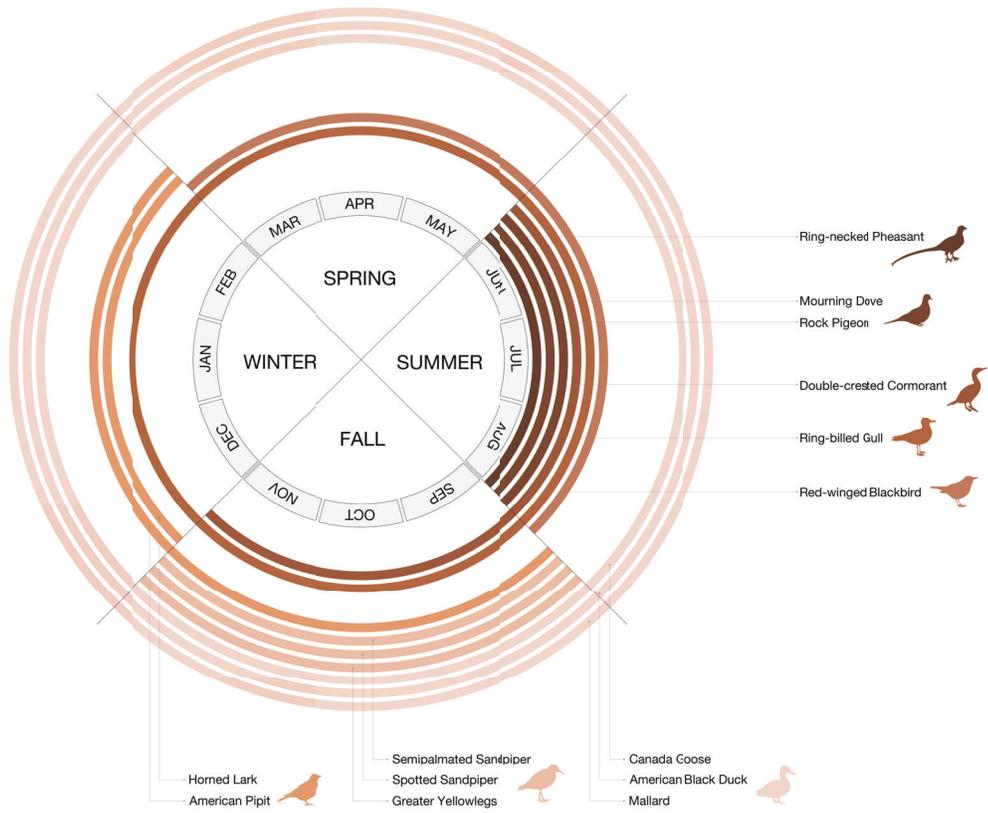 APR
MAR
MAY
FEB
JUN
SPRING
JAN
WINTER
SUMMER
JUL
DEC
FALL
AUG
NOV
OCT
SEP
Ring-necked Pheasant
Mourning Dove
Rock Pigeon
Double-crested Cormorant
Ring-billed Gull
Red-winged Blackbird
Horned Lark
American Pipit
Semipalmated Sandpiper
Spotted Sandpiper
Greater Yellowlegs
Canada Goose
American Black Duck
Mallard